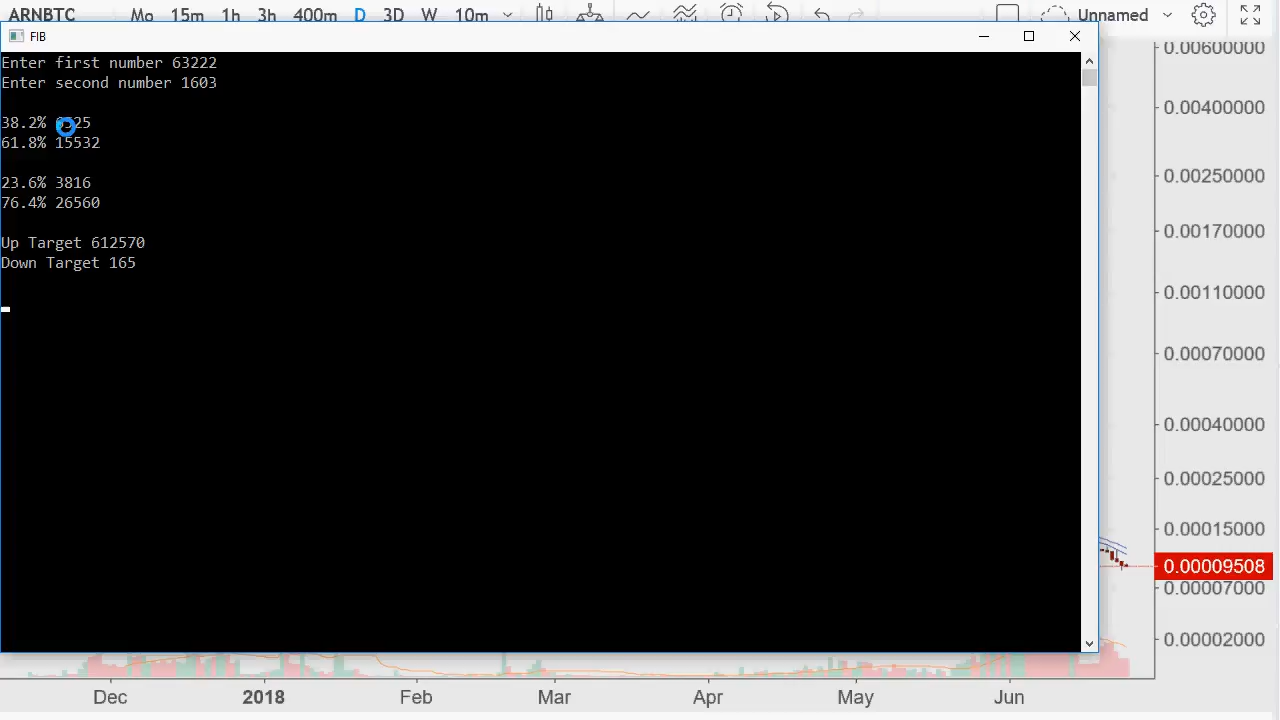 ARNBTC Mo 15m 1h 3h 400m D 3D W 10m Unnamed
FIB
Enter first number 63222
Enter second number 1603
38.2%
61.8% 15532
23.6% 3816
76.4% 26560
Up Target 612570
Down Target 165
0.00600000
0.00400000
0.00250000
0.00170000
0.00110000
0.00070000
0.00040000
0.00025000
0.00015000
0.00009508
0.00007000
0.00002000
Dec 2018 Feb Mar Apr May Jun